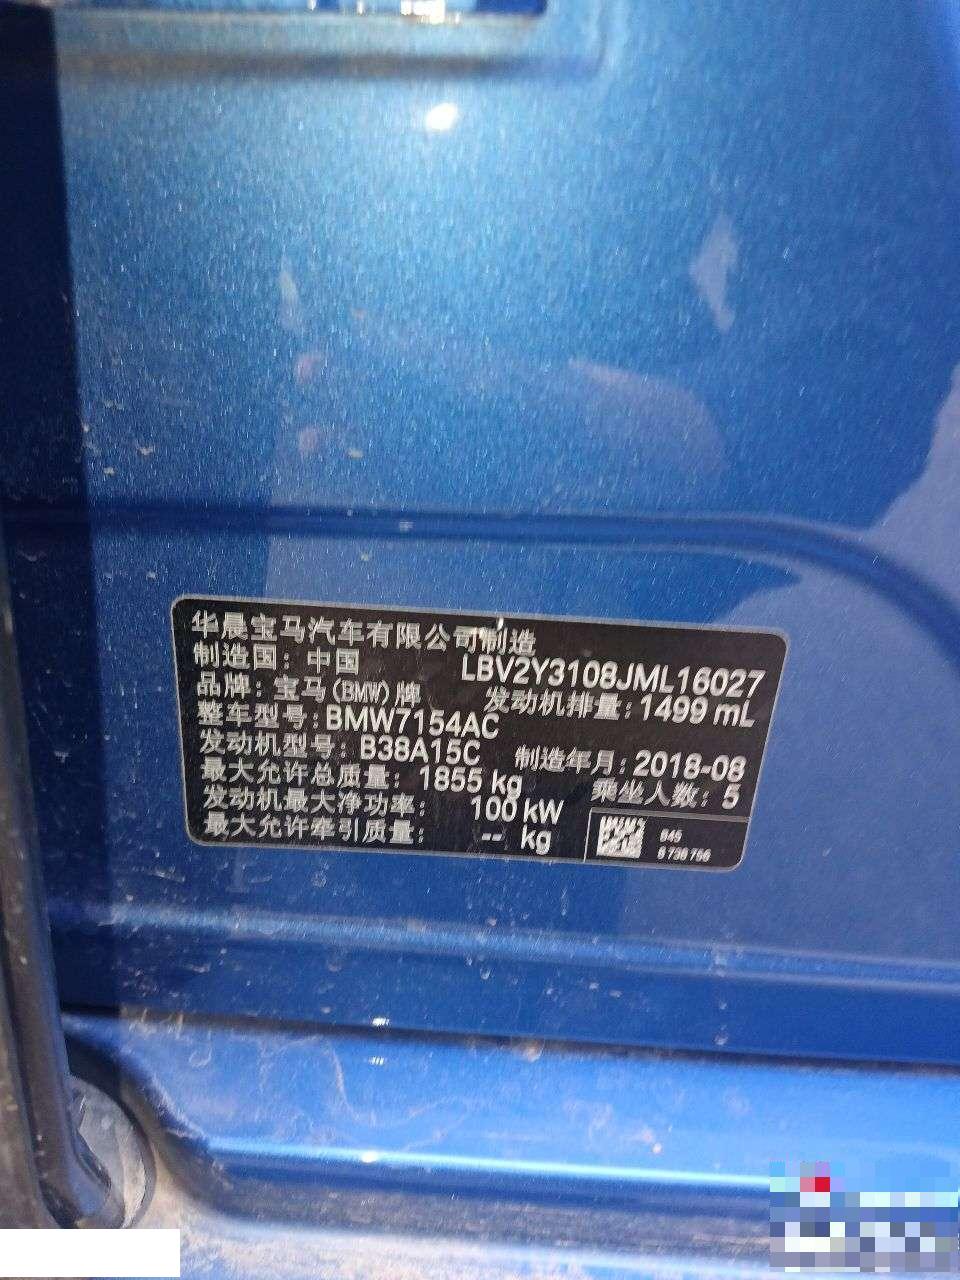 华晨宝马汽车有限公司制造
制造国：中国 LBV2Y3108JML16027
品牌：宝马(BMW)牌 发动机排量：1499 mL
整车型号：BMW7154AC
发动机型号：B38A15C 制造年月：2018-08
最大允许总质量：1855 kg 乘坐人数：5
发动机最大净功率：100 kW
最大允许牵引质量：-- kg
645
6 738 756